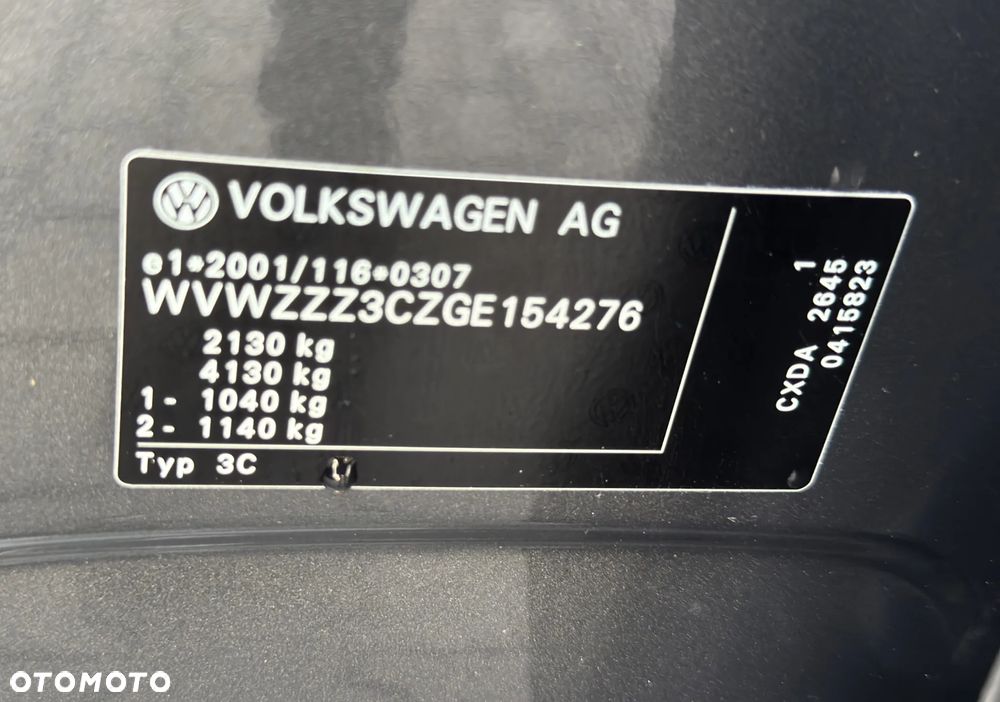 VOLKSWAGEN AG
e1*2001/116*0307
WVWZZZ3CZGE154276
2130 kg
4130 kg
1- 1040 kg
2- 1140 kg
Typ 3C
1
CXDA 2645
0415823
OTOMOTO